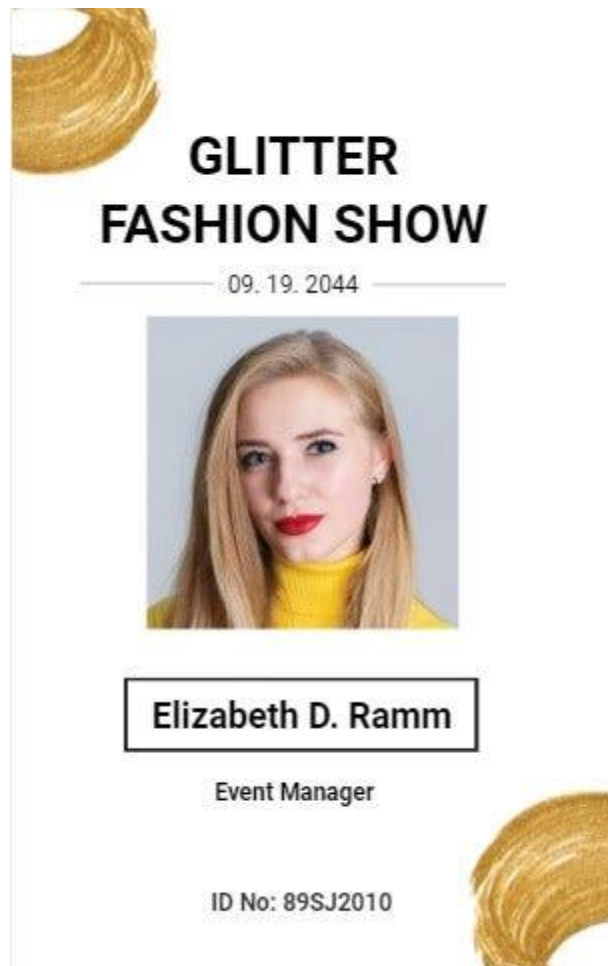 GLITTER
FASHION SHOW
09. 19. 2044
Elizabeth D. Ramm
Event Manager
ID No: 89SJ2010